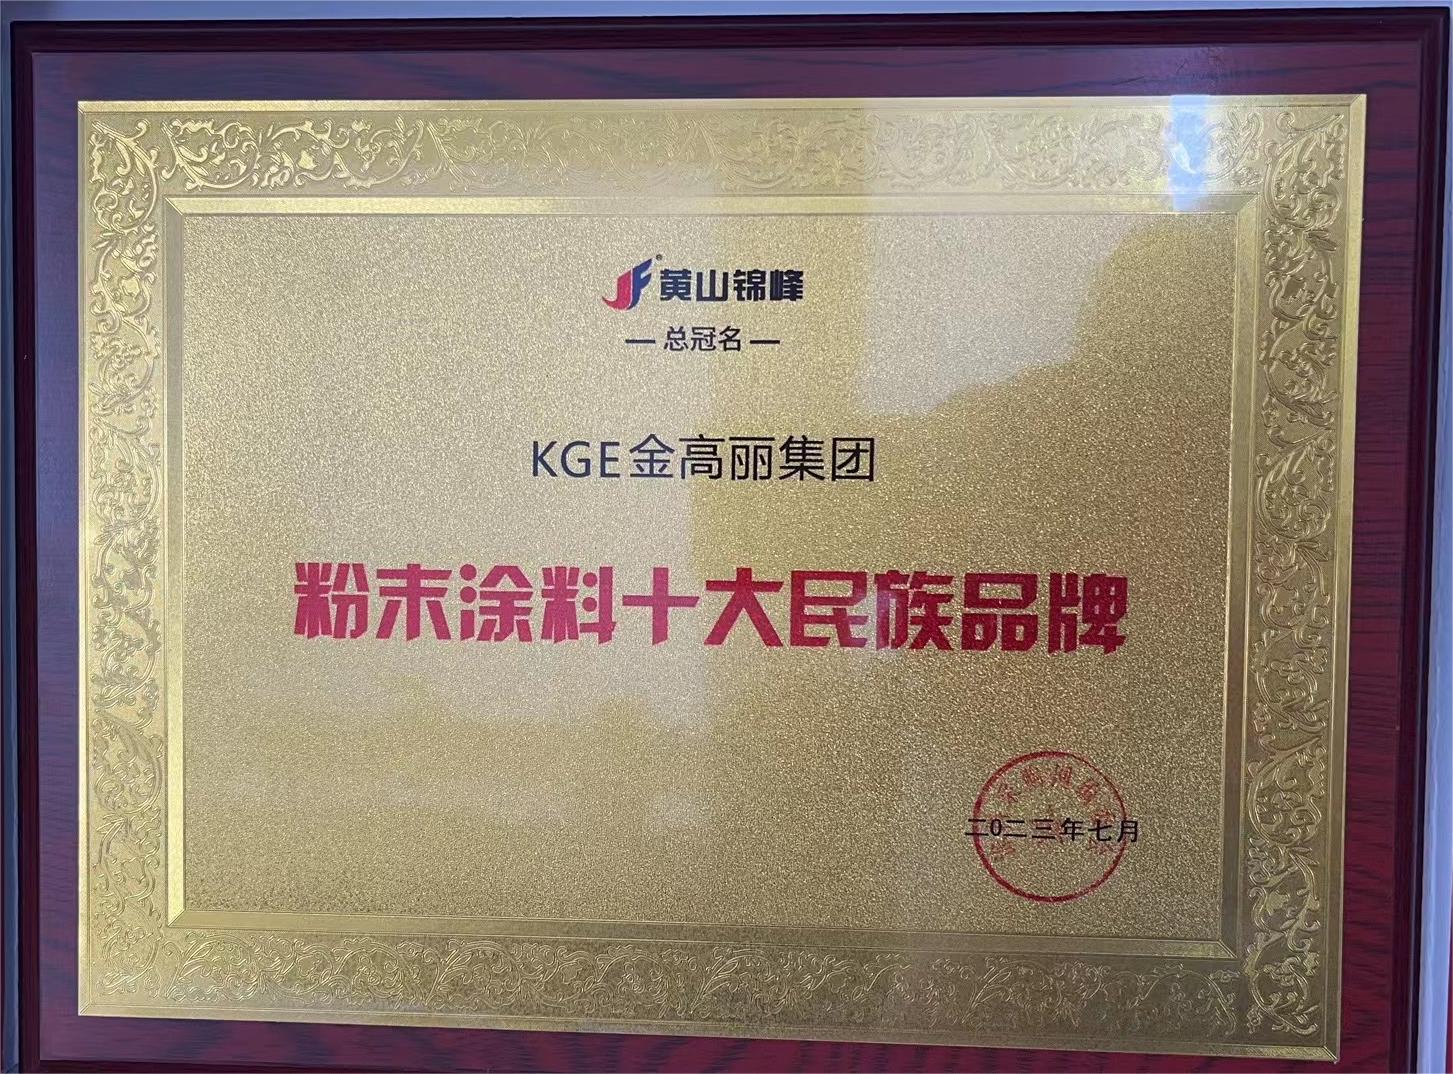 JF® 黄山锦峰
— 总冠名 —
KGE金高丽集团
粉末涂料十大民族品牌
二〇二三年七月